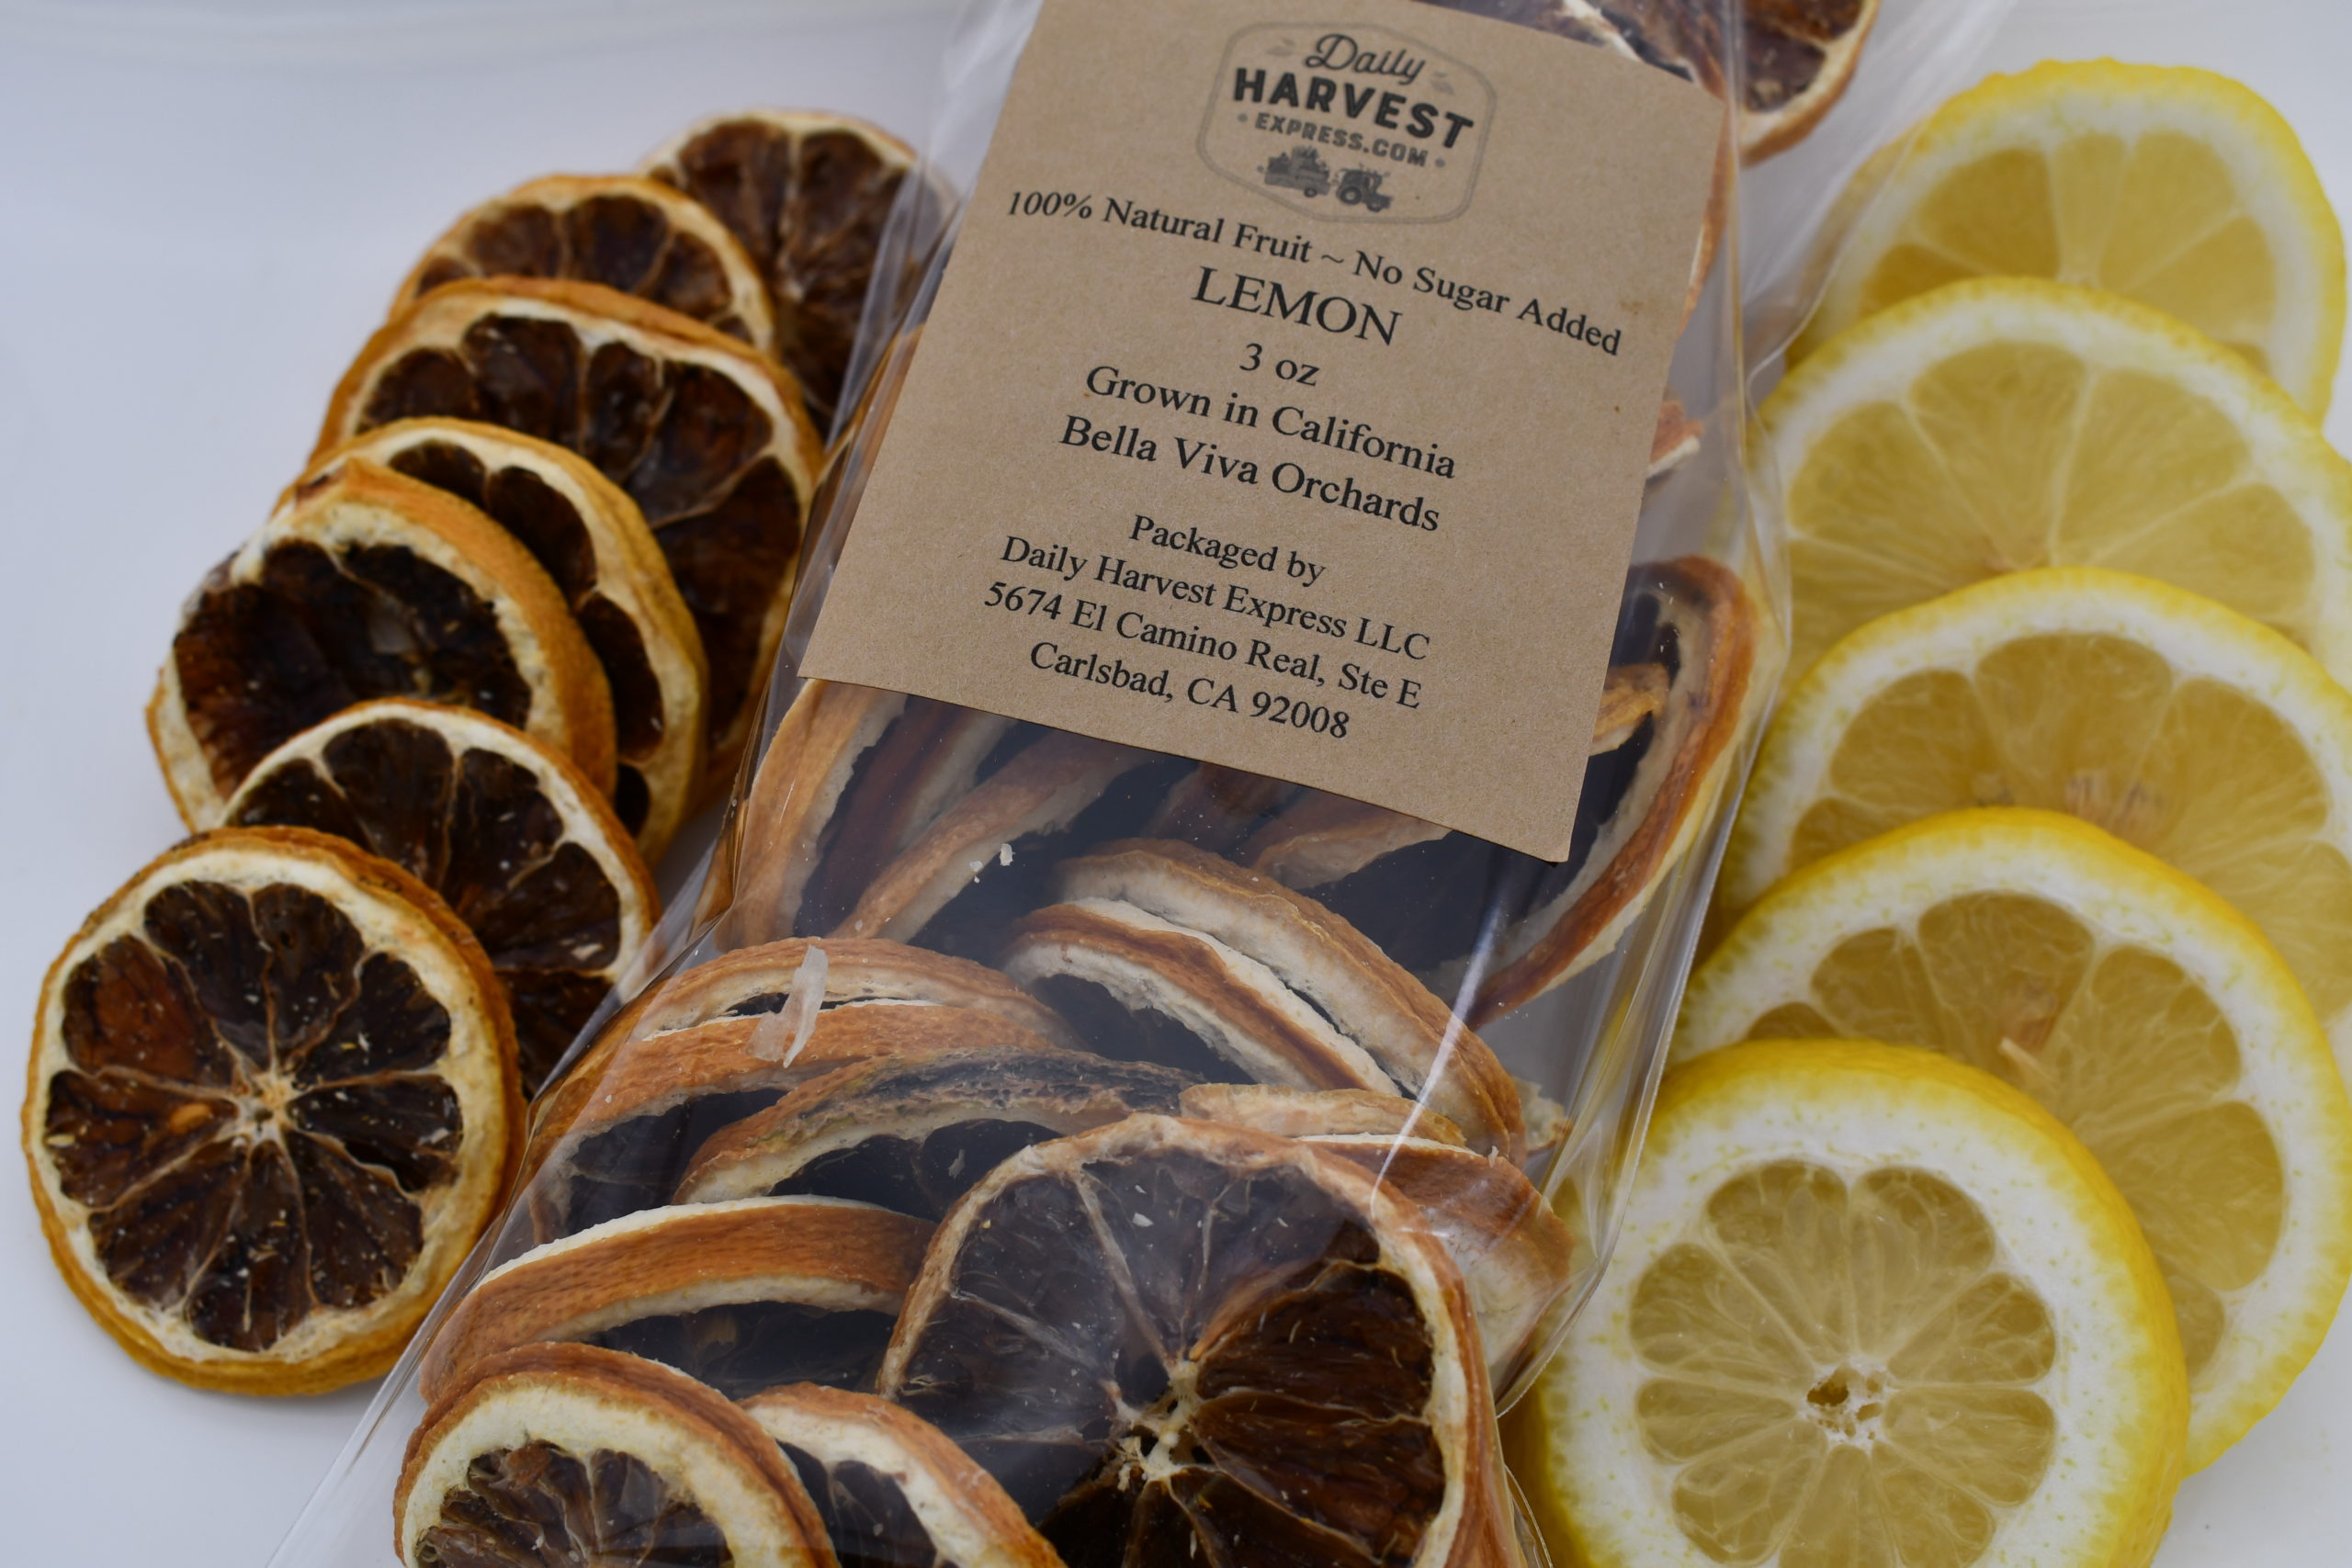 Daily
HARVEST
EXPRESS.COM
100% Natural Fruit ~ No Sugar Added
LEMON
3 oz
Grown in California
Bella Viva Orchards
Packaged by
Daily Harvest Express LLC
5674 El Camino Real, Ste E
Carlsbad, CA 92008